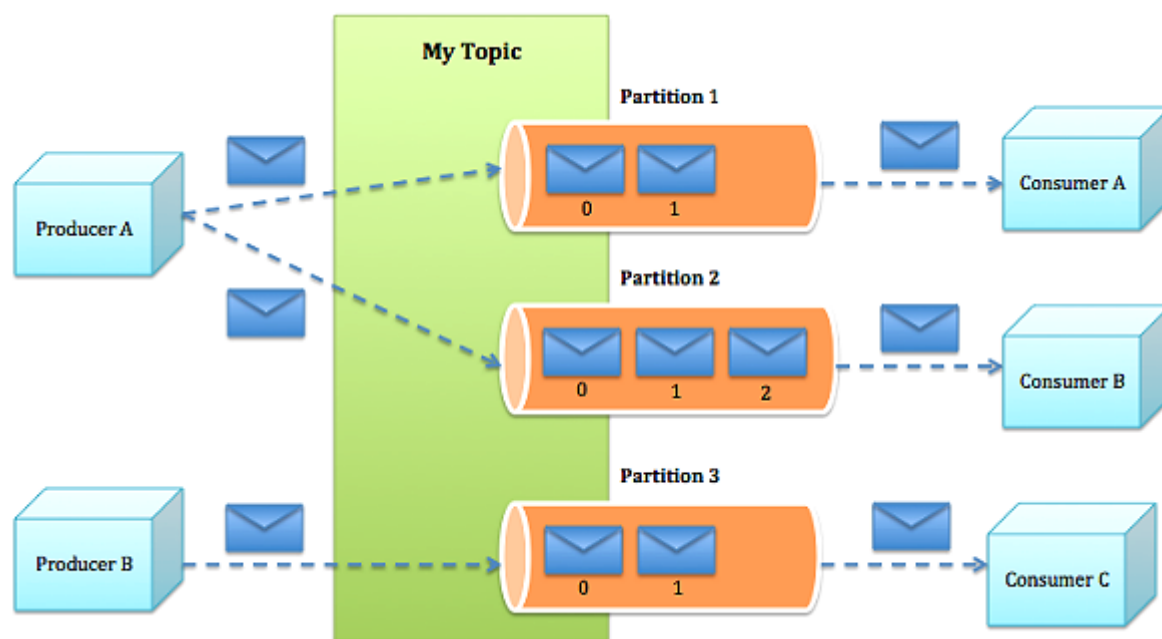 My Topic
Partition 1
Producer A
0 1
Consumer A
Partition 2
0 1 2
Consumer B
Partition 3
Producer B
0 1
Consumer C